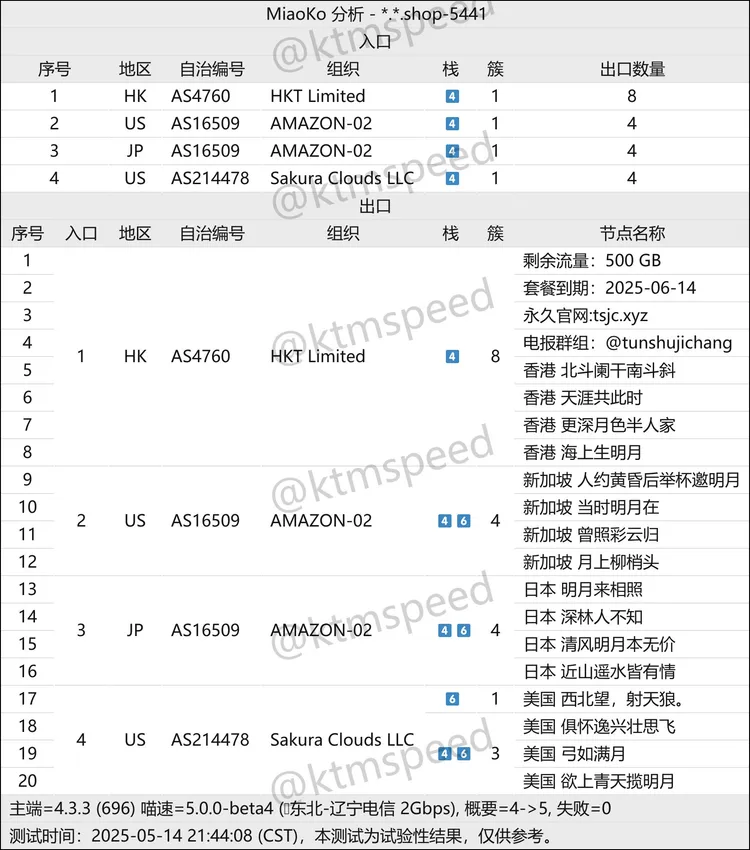 MiaoKo 分析 - *.*.shop-5441
入口
序号 地区 自治编号 组织 栈 簇 出口数量
1 HK AS4760 HKT Limited 4 1 8
2 US AS16509 AMAZON-02 4 1 4
3 JP AS16509 AMAZON-02 4 1 4
4 US AS214478 Sakura Clouds LLC 4 1 4
出口
序号 入口 地区 自治编号 组织 栈 簇 节点名称
1 剩余流量：500 GB
2 套餐到期：2025-06-14
3 永久官网:tsjc.xyz
4 电报群组：@tunshujichang
1 HK AS4760 HKT Limited 4 8
5 香港 北斗阑干南斗斜
6 香港 天涯共此时
7 香港 更深月色半人家
8 香港 海上生明月
9 新加坡 人约黄昏后举杯邀明月
10 新加坡 当时明月在
2 US AS16509 AMAZON-02 4 6 4
11 新加坡 曾照彩云归
12 新加坡 月上柳梢头
13 日本 明月来相照
14 日本 深林人不知
3 JP AS16509 AMAZON-02 4 6 4
15 日本 清风明月本无价
16 日本 近山遥水皆有情
17 6 1 美国 西北望，射天狼。
18 美国 俱怀逸兴壮思飞
4 US AS214478 Sakura Clouds LLC
19 4 6 3 美国 弓如满月
20 美国 欲上青天揽明月
主端=4.3.3 (696) 喵速=5.0.0-beta4 (东北-辽宁电信 2Gbps), 概要=4->5, 失败=0
测试时间：2025-05-14 21:44:08 (CST)，本测试为试验性结果，仅供参考。
@ktmspeed
@ktmspeed
@ktmspeed
@ktmspeed
@ktmspeed
@ktmspeed